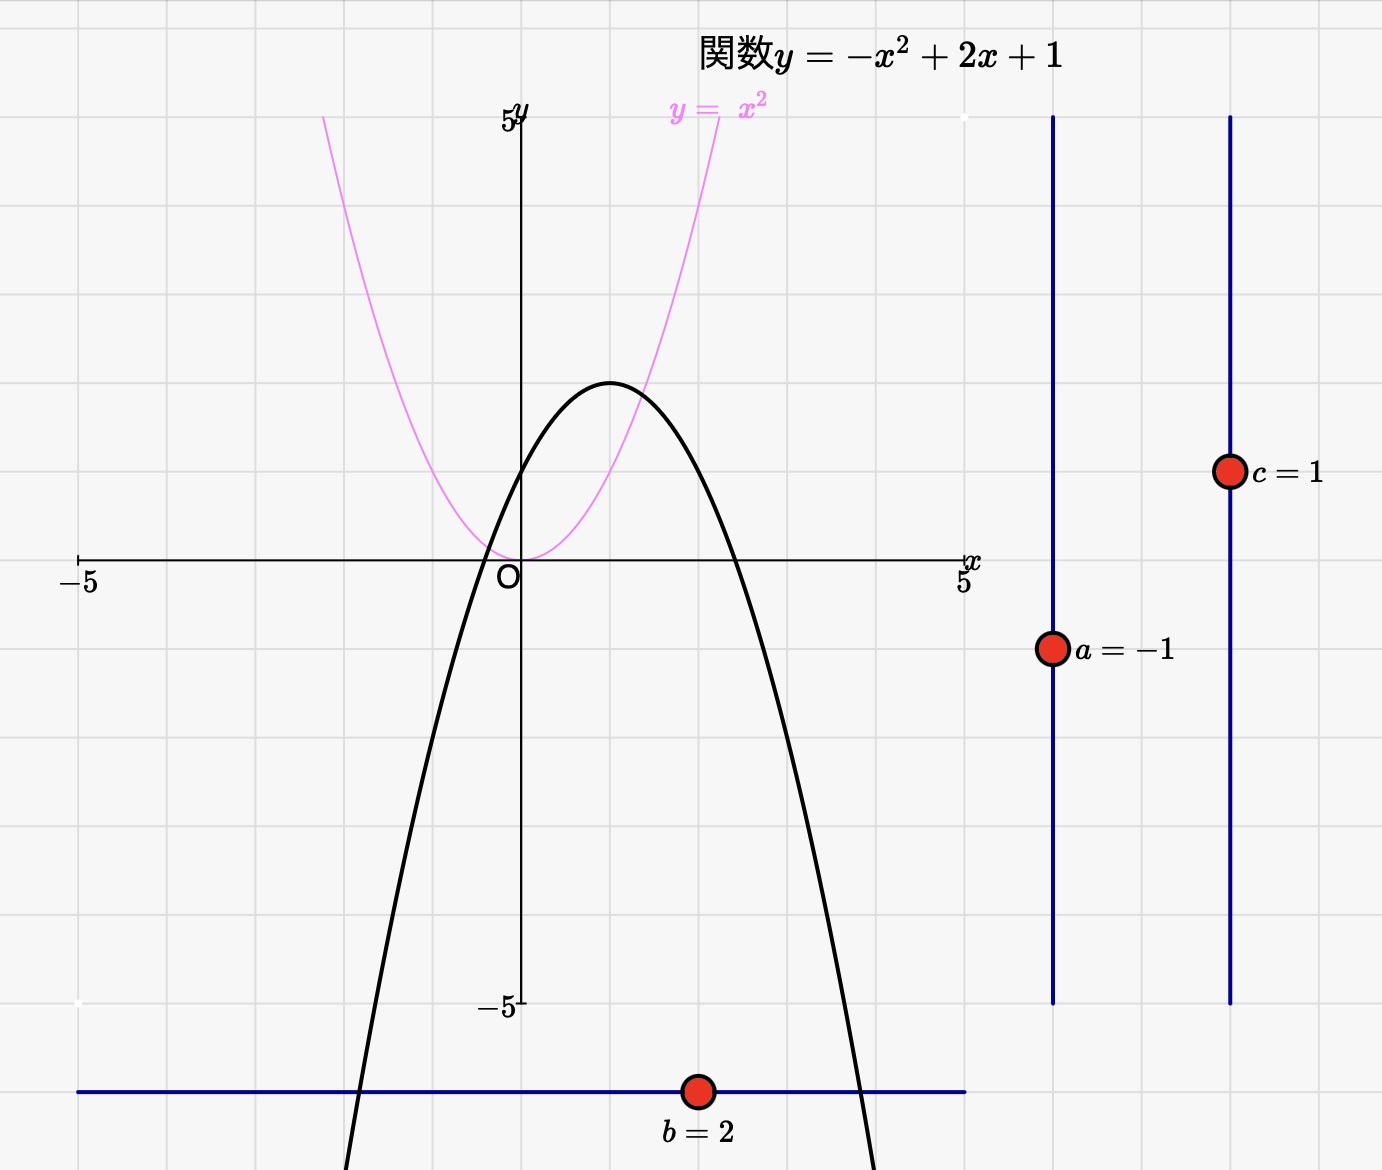 関数y = −x² + 2x + 1
y = x²
5
y
c = 1
x
−5
O
5
a = −1
−5
b = 2